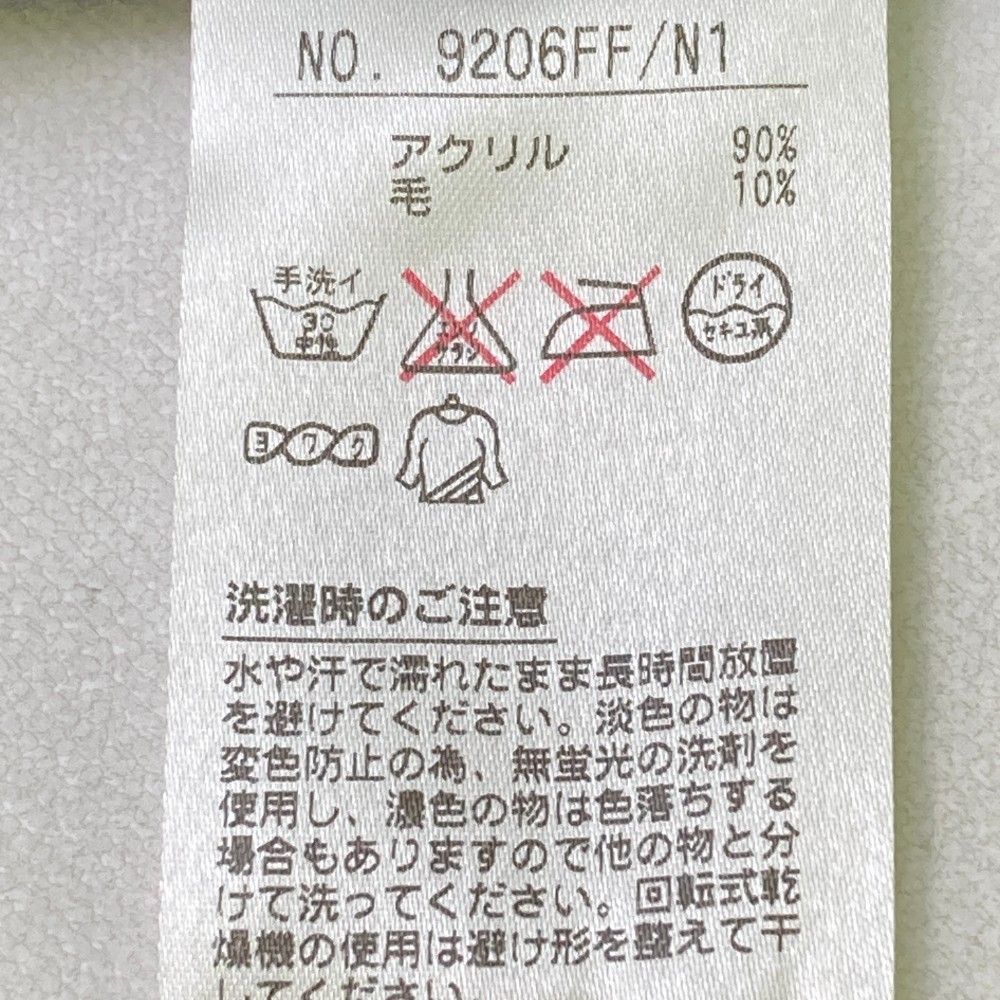 NO. 9206FF/N1
アクリル 90%
毛 10%
手洗イ
30
中性
エンソ
サラシ
ドライ
セキユ系
ヨワク
洗濯時のご注意
水や汗で濡れたまま長時間放置
を避けてください。淡色の物は
変色防止の為、無蛍光の洗剤を
使用し、濃色の物は色落ちする
場合もありますので他の物と分
けて洗ってください。回転式乾
燥機の使用は避け形を整えて干
してください。